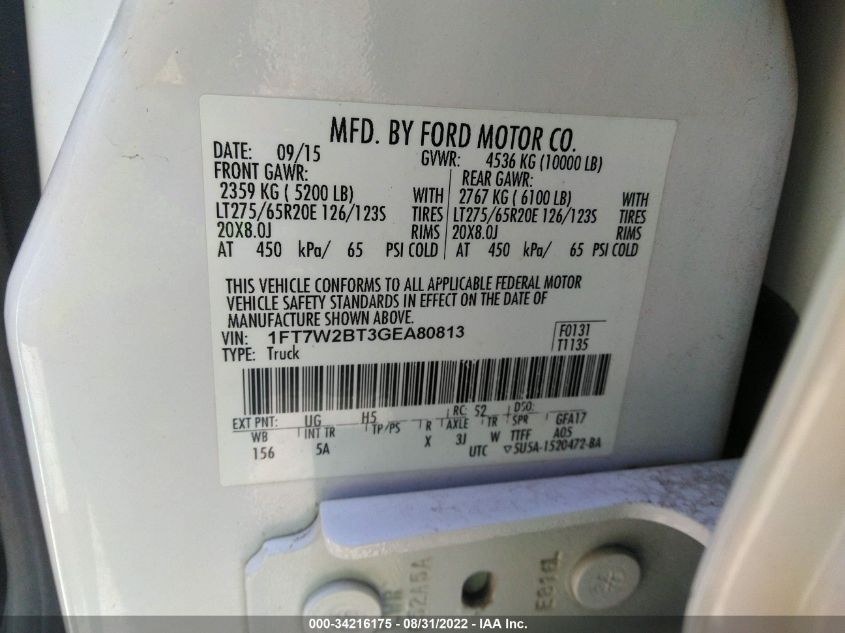 MFD. BY FORD MOTOR CO.
DATE: 09/15 GVWR: 4536 KG (10000 LB)
FRONT GAWR: REAR GAWR:
2359 KG ( 5200 LB) WITH 2767 KG ( 6100 LB) WITH
LT275/65R20E 126/123S TIRES LT275/65R20E 126/123S TIRES
20X8.0J RIMS 20X8.0J RIMS
AT 450 kPa/ 65 PSI COLD AT 450 kPa/ 65 PSI COLD
THIS VEHICLE CONFORMS TO ALL APPLICABLE FEDERAL MOTOR
VEHICLE SAFETY STANDARDS IN EFFECT ON THE DATE OF
MANUFACTURE SHOWN ABOVE.
VIN: 1FT7W2BT3GEA80813 F0131
TYPE: Truck T1135
EXT PNT: UG H5 RC: 52 DSO:
WB INT TR TP/PS R AXLE TR SPR GFA17
156 5A X 3J W TTFF A05
UTC ▽5U5A-1520472-BA
E816L
000-34216175 - 08/31/2022 - IAA Inc.